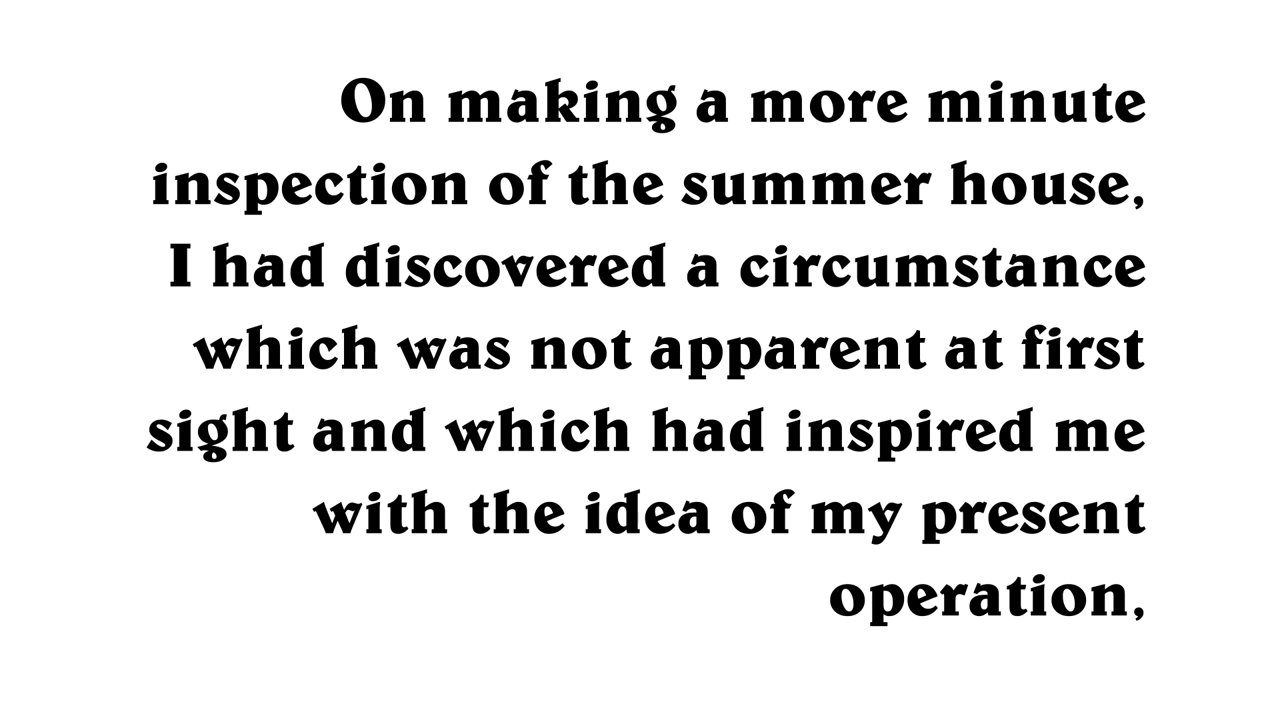 On making a more minute
inspection of the summer house,
I had discovered a circumstance
which was not apparent at first
sight and which had inspired me
with the idea of my present
operation,